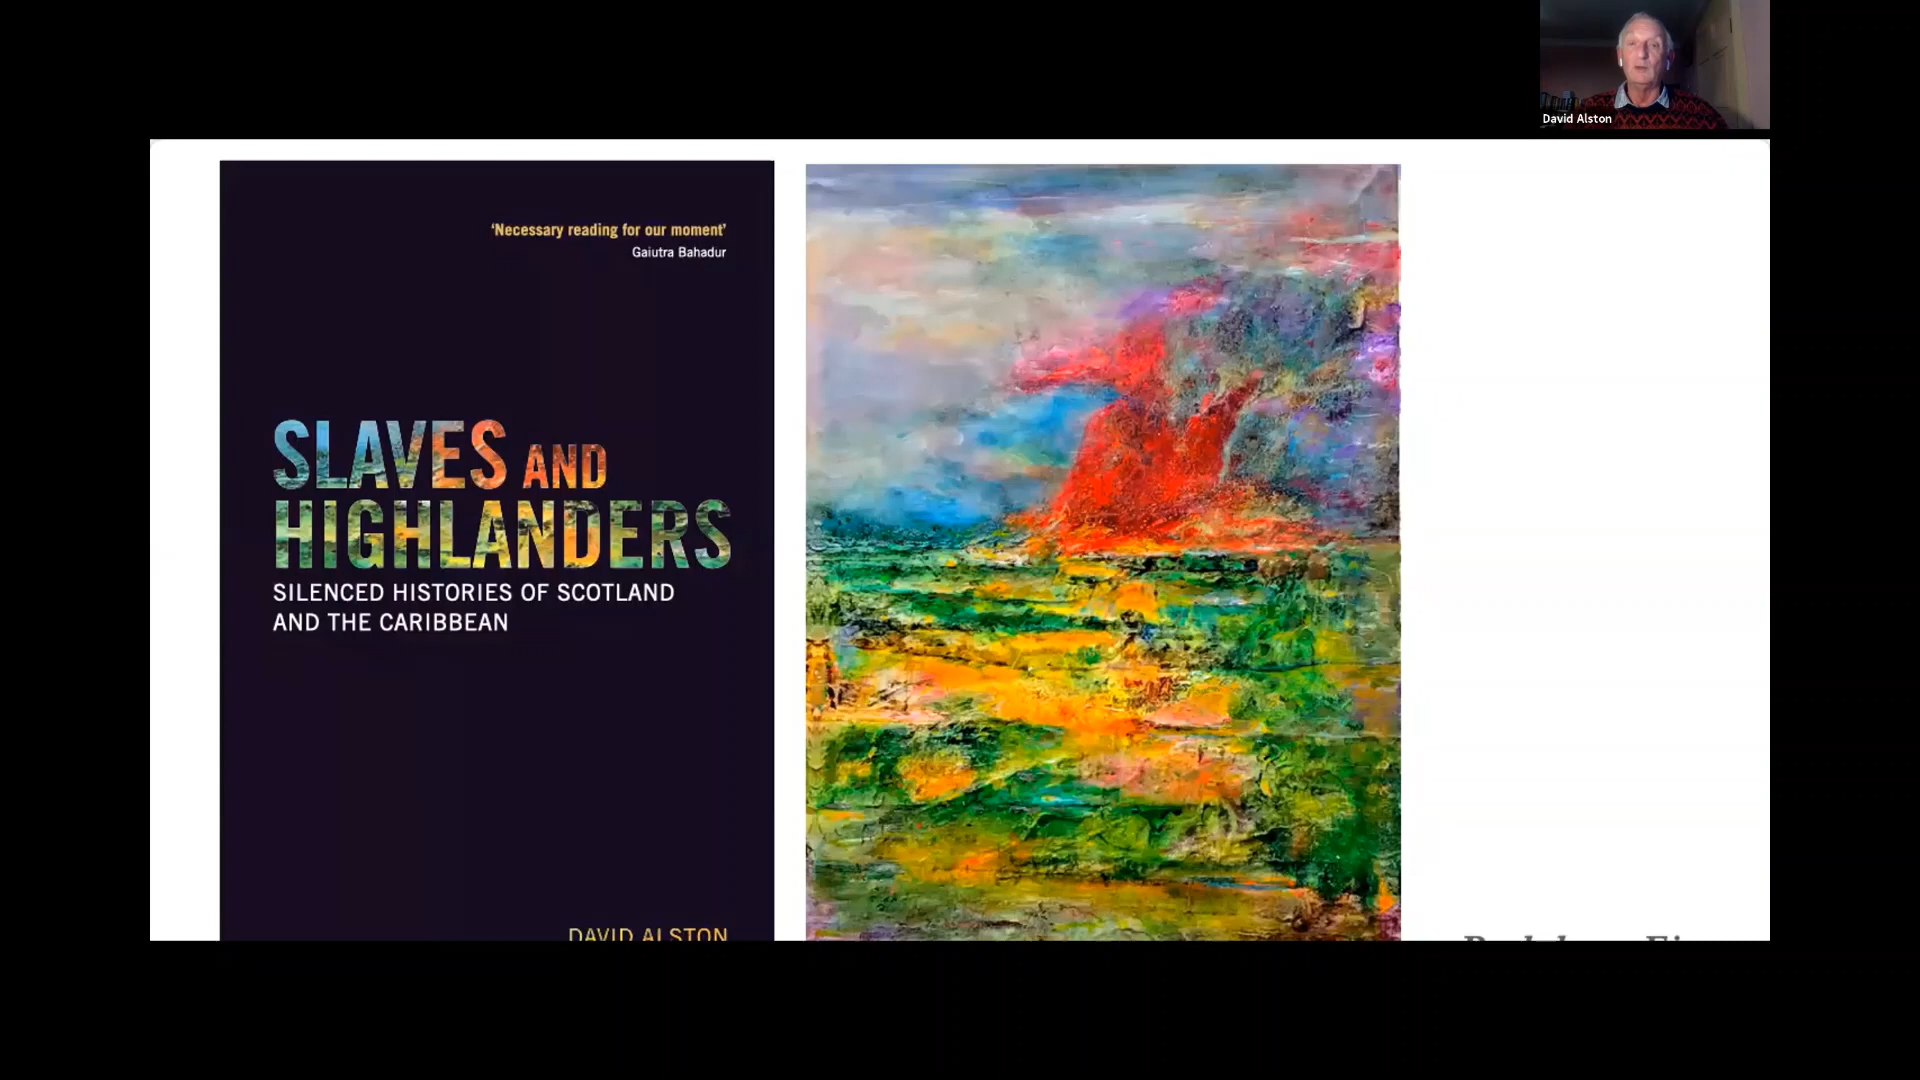 David Alston
‘Necessary reading for our moment’
Gaiutra Bahadur
SLAVES AND
HIGHLANDERS
SILENCED HISTORIES OF SCOTLAND
AND THE CARIBBEAN
DAVID ALSTON